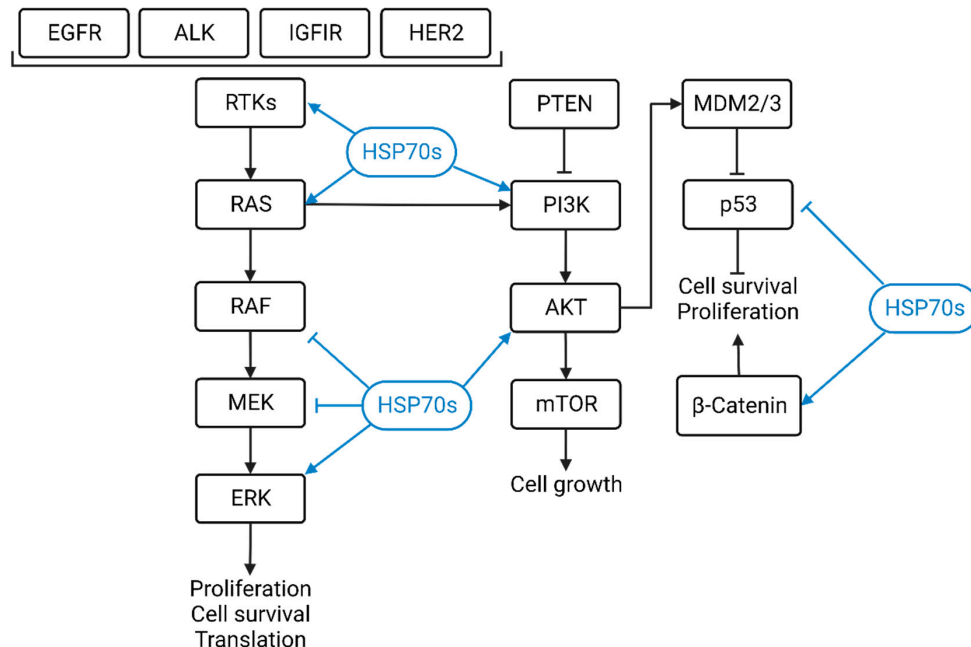 EGFR
ALK
IGFIR
HER2
RTKs
PTEN
MDM2/3
HSP70s
RAS
PI3K
p53
RAF
AKT
Cell survival
Proliferation
HSP70s
MEK
HSP70s
mTOR
β-Catenin
ERK
Cell growth
Proliferation
Cell survival
Translation